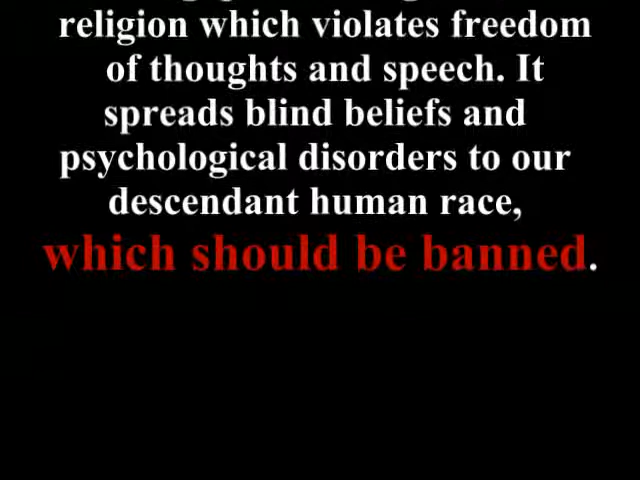 religion which violates freedom
of thoughts and speech. It
spreads blind beliefs and
psychological disorders to our
descendant human race,
which should be banned.